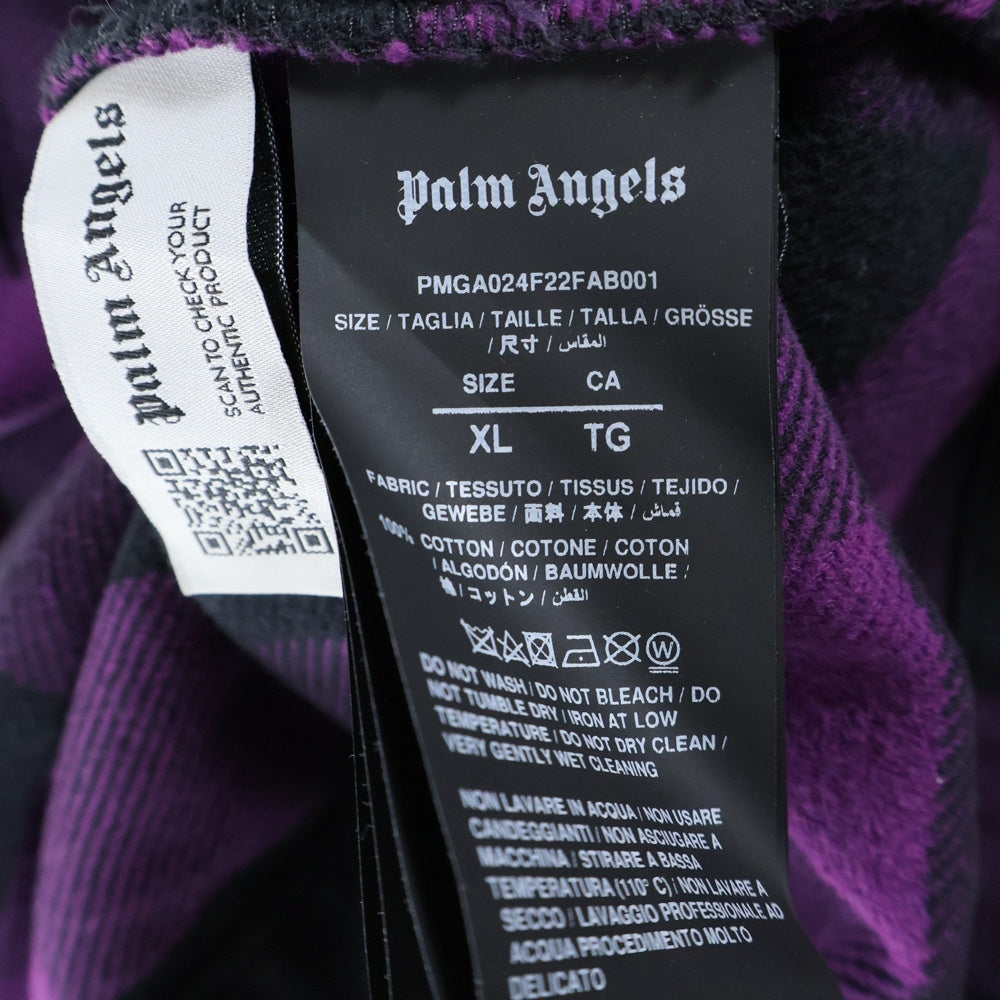 Palm Angels
SCAN TO CHECK YOUR
AUTHENTIC PRODUCT
Palm Angels
PMGA024F22FAB001
SIZE / TAGLIA / TAILLE / TALLA / GRÖSSE
/ 尺寸 / المقاس
SIZE CA
XL TG
FABRIC / TESSUTO / TISSUS / TEJIDO /
GEWEBE / 面料 / 本体 / قماش
100% COTTON / COTONE / COTON
/ ALGODÓN / BAUMWOLLE /
棉 / コットン / القطن
W
DO NOT WASH / DO NOT BLEACH / DO
NOT TUMBLE DRY / IRON AT LOW
TEMPERATURE / DO NOT DRY CLEAN /
VERY GENTLY WET CLEANING
NON LAVARE IN ACQUA / NON USARE
CANDEGGIANTI / NON ASCIUGARE A
MACCHINA / STIRARE A BASSA
TEMPERATURA (110° C) / NON LAVARE A
SECCO / LAVAGGIO PROFESSIONALE AD
ACQUA PROCEDIMENTO MOLTO
DELICATO